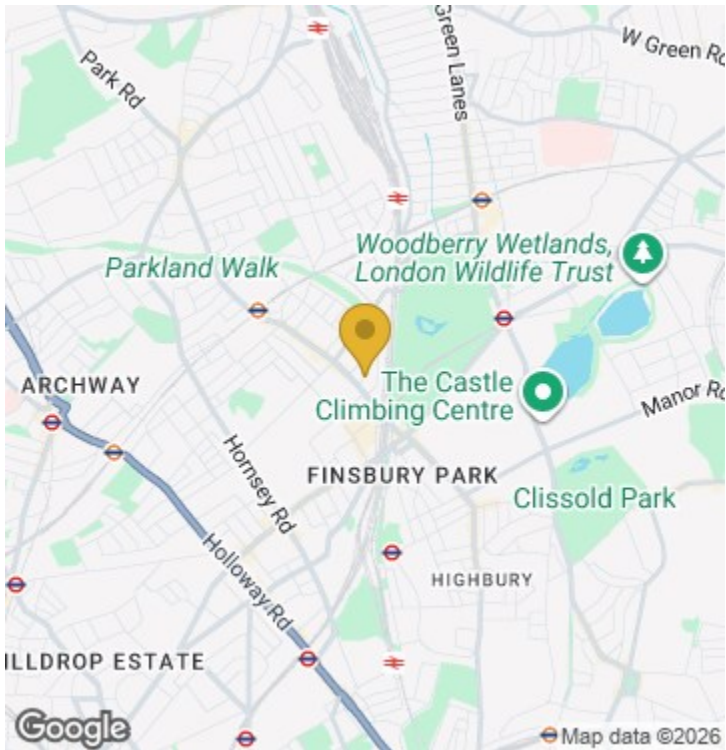 W Green Rd
Park Rd
Green Lanes
Woodberry Wetlands,
London Wildlife Trust
Parkland Walk
ARCHWAY
The Castle
Climbing Centre
Manor Rd
Hornsey Rd
FINSBURY PARK
Clissold Park
Holloway Rd
HIGHBURY
ILLDROP ESTATE
Google
Map data ©2026